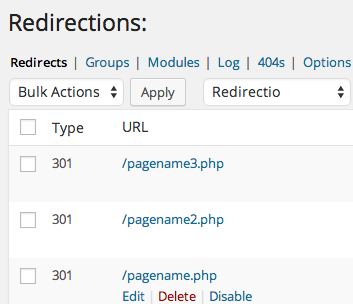 Redirections:
Redirects | Groups | Modules | Log | 404s | Options
Bulk Actions Apply Redirectio
Type URL
301 /pagename3.php
301 /pagename2.php
301 /pagename.php
Edit | Delete | Disable